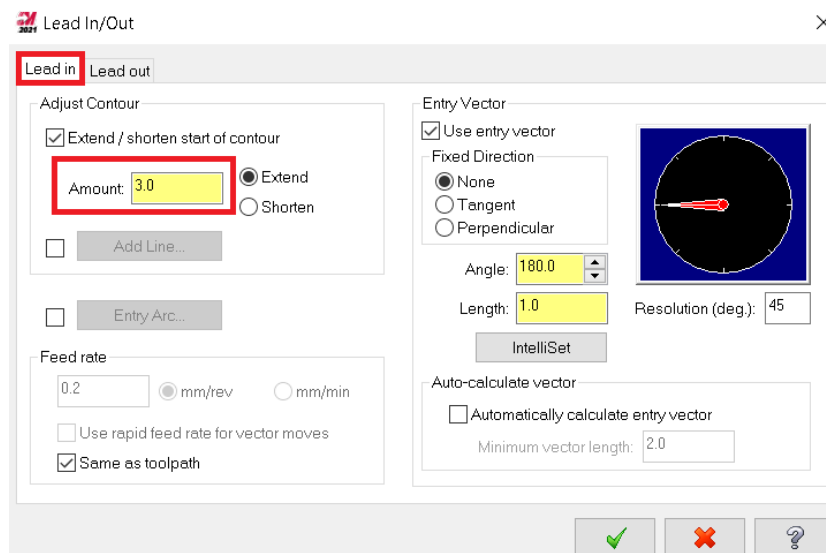 2021 Lead In/Out
Lead in Lead out
Adjust Contour
Extend / shorten start of contour
Amount: 3.0
Extend
Shorten
Add Line...
Entry Arc...
Feed rate
0.2 mm/rev mm/min
Use rapid feed rate for vector moves
Same as toolpath
Entry Vector
Use entry vector
Fixed Direction
None
Tangent
Perpendicular
Angle: 180.0
Length: 1.0 Resolution (deg.): 45
IntelliSet
Auto-calculate vector
Automatically calculate entry vector
Minimum vector length: 2.0